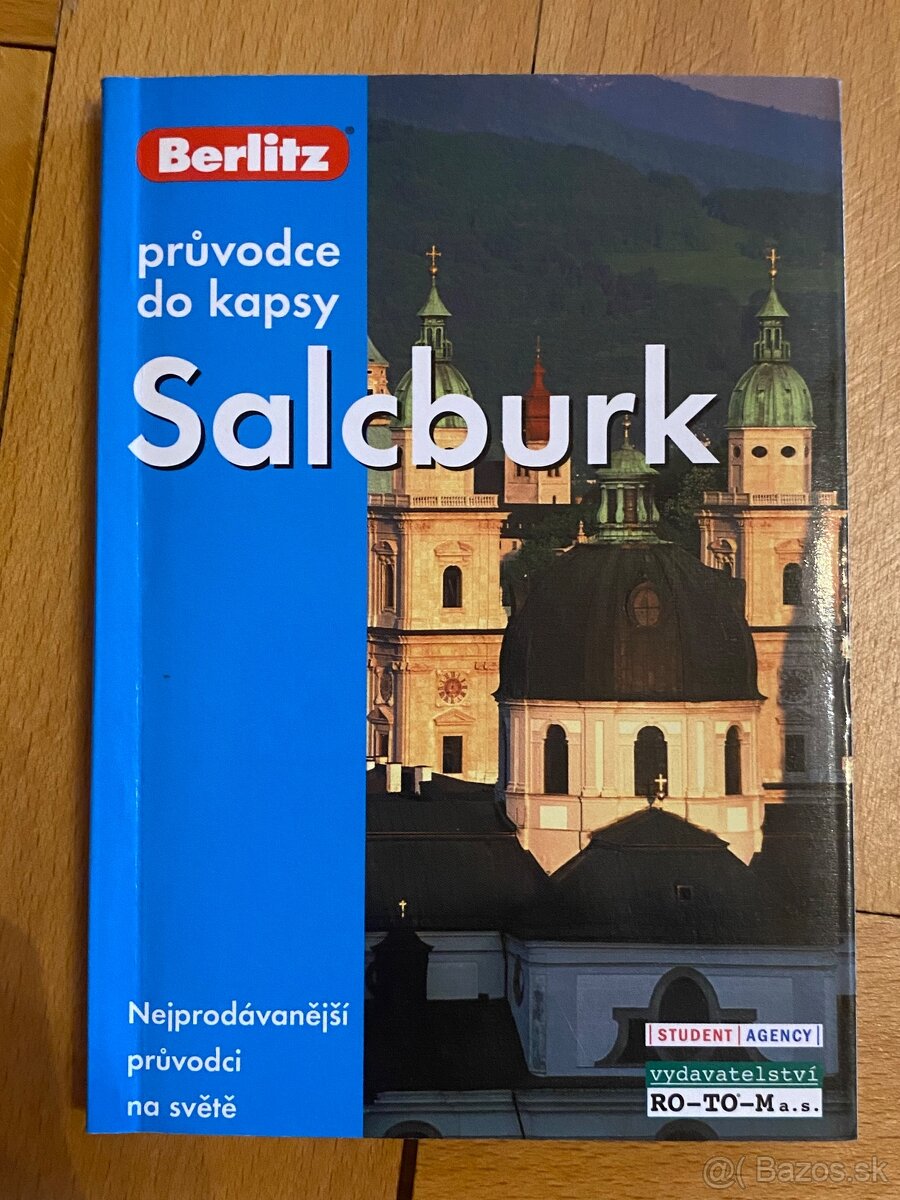 Berlitz
průvodce
do kapsy
Salcburk
Nejprodávanější
průvodci
na světě
STUDENT AGENCY
vydavatelství
RO-TO-M a.s.
@( Bazos.sk